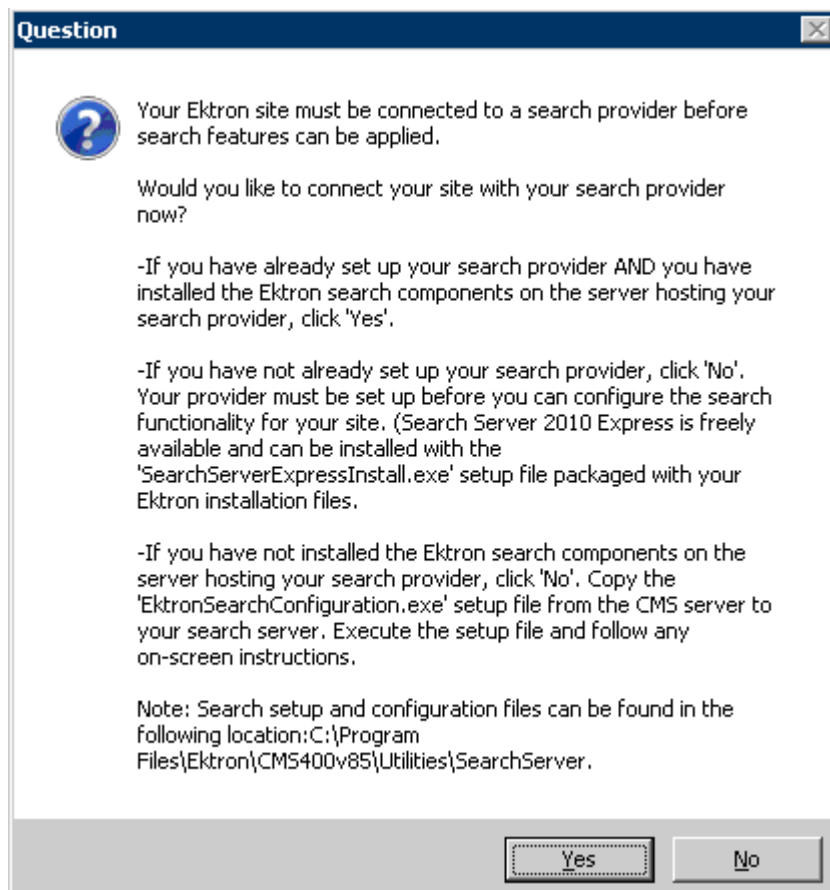 Question
Your Ektron site must be connected to a search provider before
search features can be applied.
Would you like to connect your site with your search provider
now?
-If you have already set up your search provider AND you have
installed the Ektron search components on the server hosting your
search provider, click 'Yes'.
-If you have not already set up your search provider, click 'No'.
Your provider must be set up before you can configure the search
functionality for your site. (Search Server 2010 Express is freely
available and can be installed with the
'SearchServerExpressInstall.exe' setup file packaged with your
Ektron installation files.
-If you have not installed the Ektron search components on the
server hosting your search provider, click 'No'. Copy the
'EktronSearchConfiguration.exe' setup file from the CMS server to
your search server. Execute the setup file and follow any
on-screen instructions.
Note: Search setup and configuration files can be found in the
following location:C:\Program
Files\Ektron\CMS400v85\Utilities\SearchServer.
Yes
No